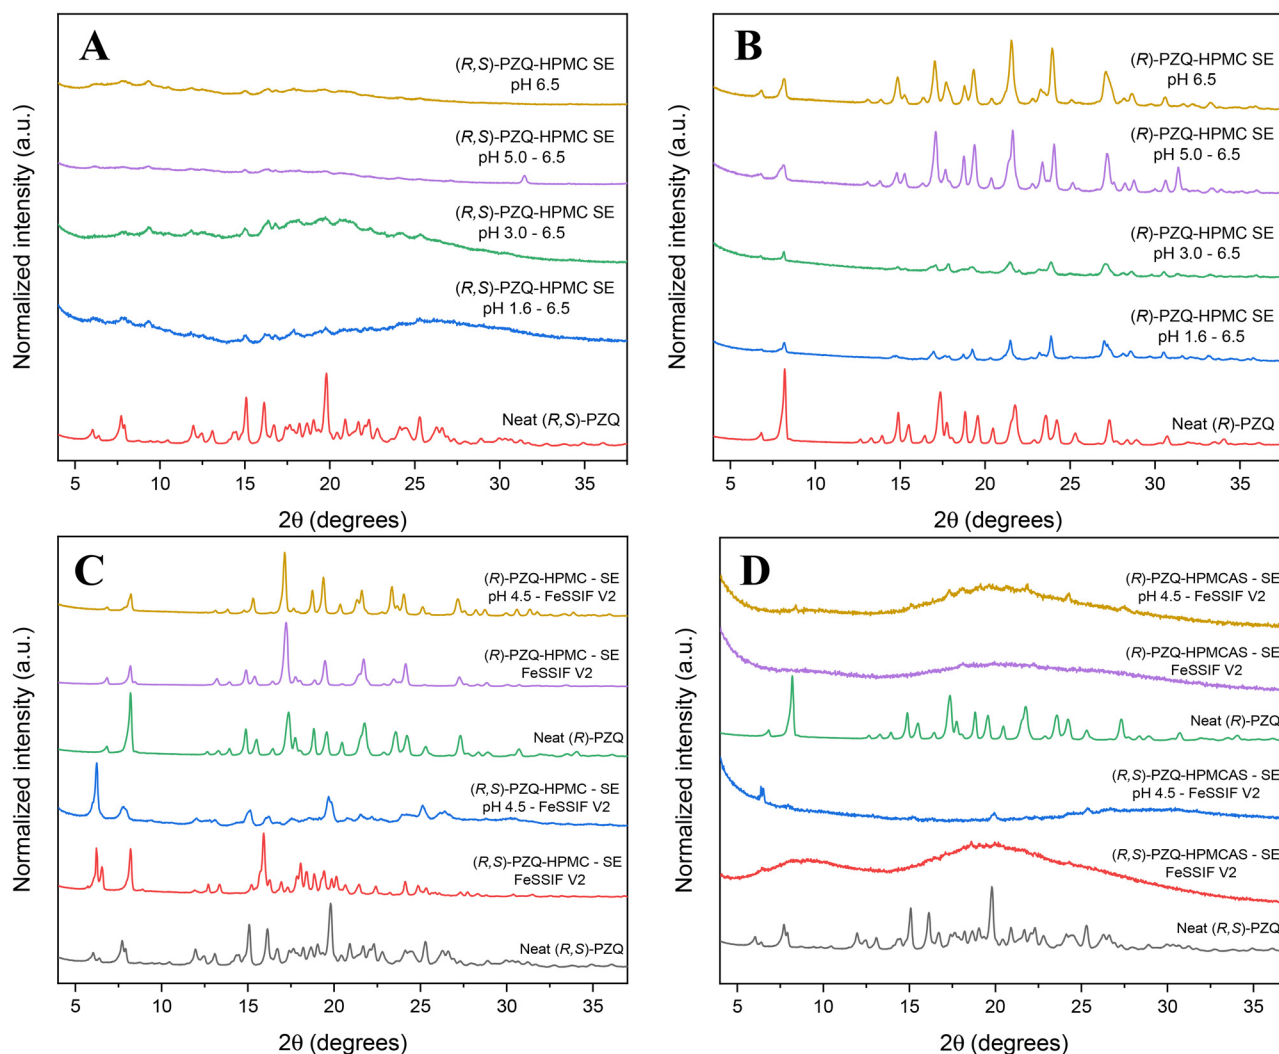 A
(R,S)-PZQ-HPMC SE
pH 6.5
(R,S)-PZQ-HPMC SE
pH 5.0 - 6.5
(R,S)-PZQ-HPMC SE
pH 3.0 - 6.5
(R,S)-PZQ-HPMC SE
pH 1.6 - 6.5
Neat (R,S)-PZQ
Normalized intensity (a.u.)
5 10 15 20 25 30 35
2θ (degrees)
B
(R)-PZQ-HPMC SE
pH 6.5
(R)-PZQ-HPMC SE
pH 5.0 - 6.5
(R)-PZQ-HPMC SE
pH 3.0 - 6.5
(R)-PZQ-HPMC SE
pH 1.6 - 6.5
Neat (R)-PZQ
Normalized intensity (a.u.)
5 10 15 20 25 30 35
2θ (degrees)
C
(R)-PZQ-HPMC - SE
pH 4.5 - FeSSIF V2
(R)-PZQ-HPMC - SE
FeSSIF V2
Neat (R)-PZQ
(R,S)-PZQ-HPMC - SE
pH 4.5 - FeSSIF V2
(R,S)-PZQ-HPMC - SE
FeSSIF V2
Neat (R,S)-PZQ
Normalized intensity (a.u.)
5 10 15 20 25 30 35
2θ (degrees)
D
(R)-PZQ-HPMCAS - SE
pH 4.5 - FeSSIF V2
(R)-PZQ-HPMCAS - SE
FeSSIF V2
Neat (R)-PZQ
(R,S)-PZQ-HPMCAS - SE
pH 4.5 - FeSSIF V2
(R,S)-PZQ-HPMCAS - SE
FeSSIF V2
Neat (R,S)-PZQ
Normalized intensity (a.u.)
5 10 15 20 25 30 35
2θ (degrees)